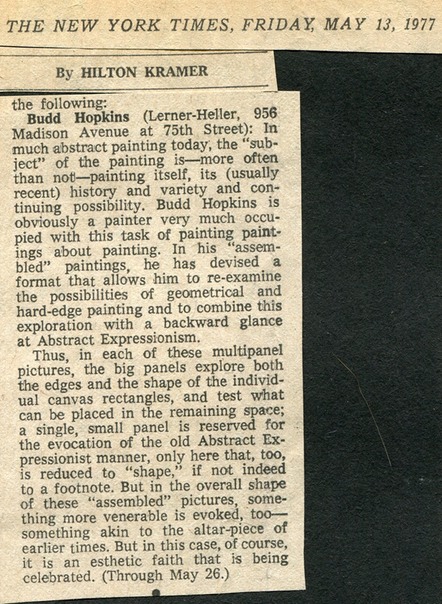 THE NEW YORK TIMES, FRIDAY, MAY 13, 1977
By HILTON KRAMER
the following:
Budd Hopkins (Lerner-Heller, 956
Madison Avenue at 75th Street): In
much abstract painting today, the “sub-
ject” of the painting is—more often
than not—painting itself, its (usually
recent) history and variety and con-
tinuing possibility. Budd Hopkins is
obviously a painter very much occu-
pied with this task of painting paint-
ings about painting. In his “assem-
bled” paintings, he has devised a
format that allows him to re-examine
the possibilities of geometrical and
hard-edge painting and to combine this
exploration with a backward glance
at Abstract Expressionism.
Thus, in each of these multipanel
pictures, the big panels explore both
the edges and the shape of the individ-
ual canvas rectangles, and test what
can be placed in the remaining space;
a single, small panel is reserved for
the evocation of the old Abstract Ex-
pressionist manner, only here that, too,
is reduced to “shape,” if not indeed
to a footnote. But in the overall shape
of these “assembled” pictures, some-
thing more venerable is evoked, too—
something akin to the altar-piece of
earlier times. But in this case, of course,
it is an esthetic faith that is being
celebrated. (Through May 26.)